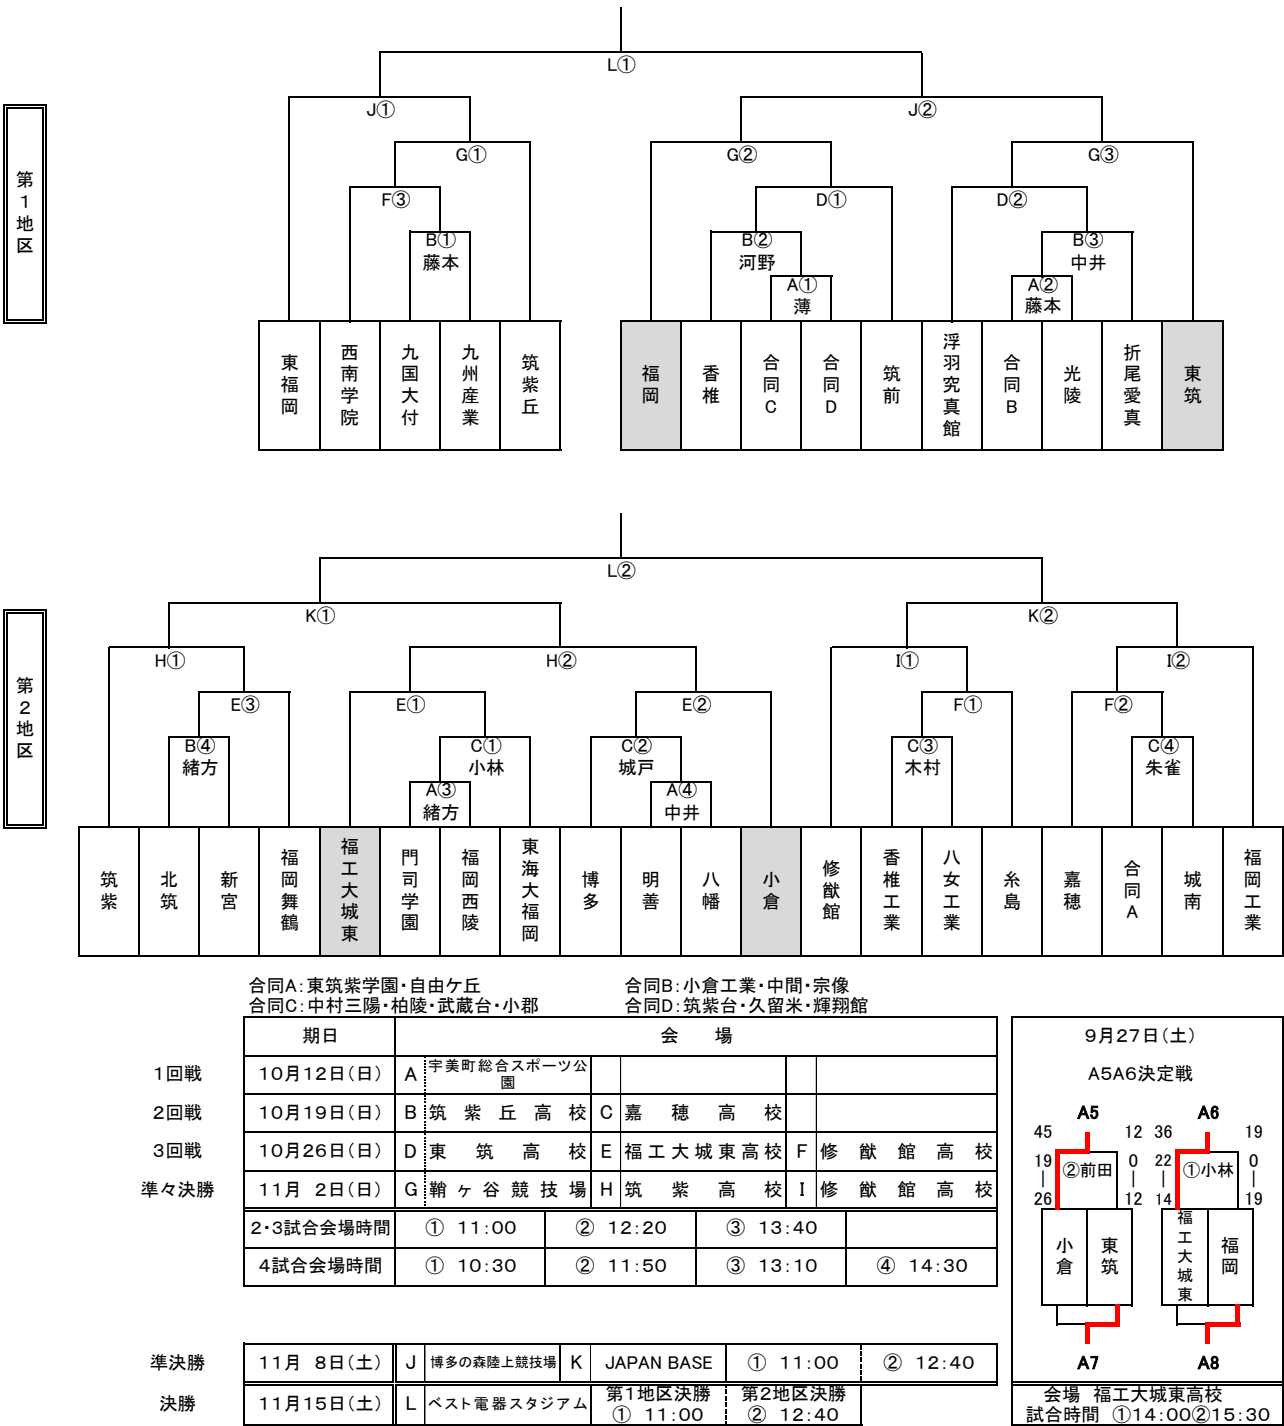 第1地区
L①
J①
J②
G①
G②
G③
F③
D①
D②
B①
藤本
B②
河野
B③
中井
A①
薄
A②
藤本
東福岡
西南学院
九国大付
九州産業
筑紫丘
福岡
香椎
合同C
合同D
筑前
浮羽究真館
合同B
光陵
折尾愛真
東筑
第2地区
L②
K①
K②
H①
H②
I①
I②
E③
E①
E②
F①
F②
B④
緒方
C①
小林
C②
城戸
C③
木村
C④
朱雀
A③
緒方
A④
中井
筑紫
北筑
新宮
福岡舞鶴
福工大城東
門司学園
福岡西陵
東海大福岡
博多
明善
八幡
小倉
修猷館
香椎工業
八女工業
糸島
嘉穂
合同A
城南
福岡工業
合同A:東筑紫学園・自由ケ丘
合同B:小倉工業・中間・宗像
合同C:中村三陽・柏陵・武蔵台・小郡
合同D:筑紫台・久留米・輝翔館
期日 会場
1回戦 10月12日(日) A 宇美町総合スポーツ公園
2回戦 10月19日(日) B 筑紫丘高校 C 嘉穂高校
3回戦 10月26日(日) D 東筑高校 E 福工大城東高校 F 修猷館高校
準々決勝 11月 2日(日) G 鞘ヶ谷競技場 H 筑紫高校 I 修猷館高校
2・3試合会場時間 ① 11:00 ② 12:20 ③ 13:40
4試合会場時間 ① 10:30 ② 11:50 ③ 13:10 ④ 14:30
準決勝 11月 8日(土) J 博多の森陸上競技場 K JAPAN BASE ① 11:00 ② 12:40
決勝 11月15日(土) L ベスト電器スタジアム 第1地区決勝 ① 11:00 第2地区決勝 ② 12:40
9月27日(土)
A5A6決定戦
A5 A6
45 12 36 19
19 ②前田 0 22 ①小林 0
| | | |
26 12 14 19
小倉
東筑
福工大城東
福岡
A7 A8
会場 福工大城東高校
試合時間 ①14:00②15:30